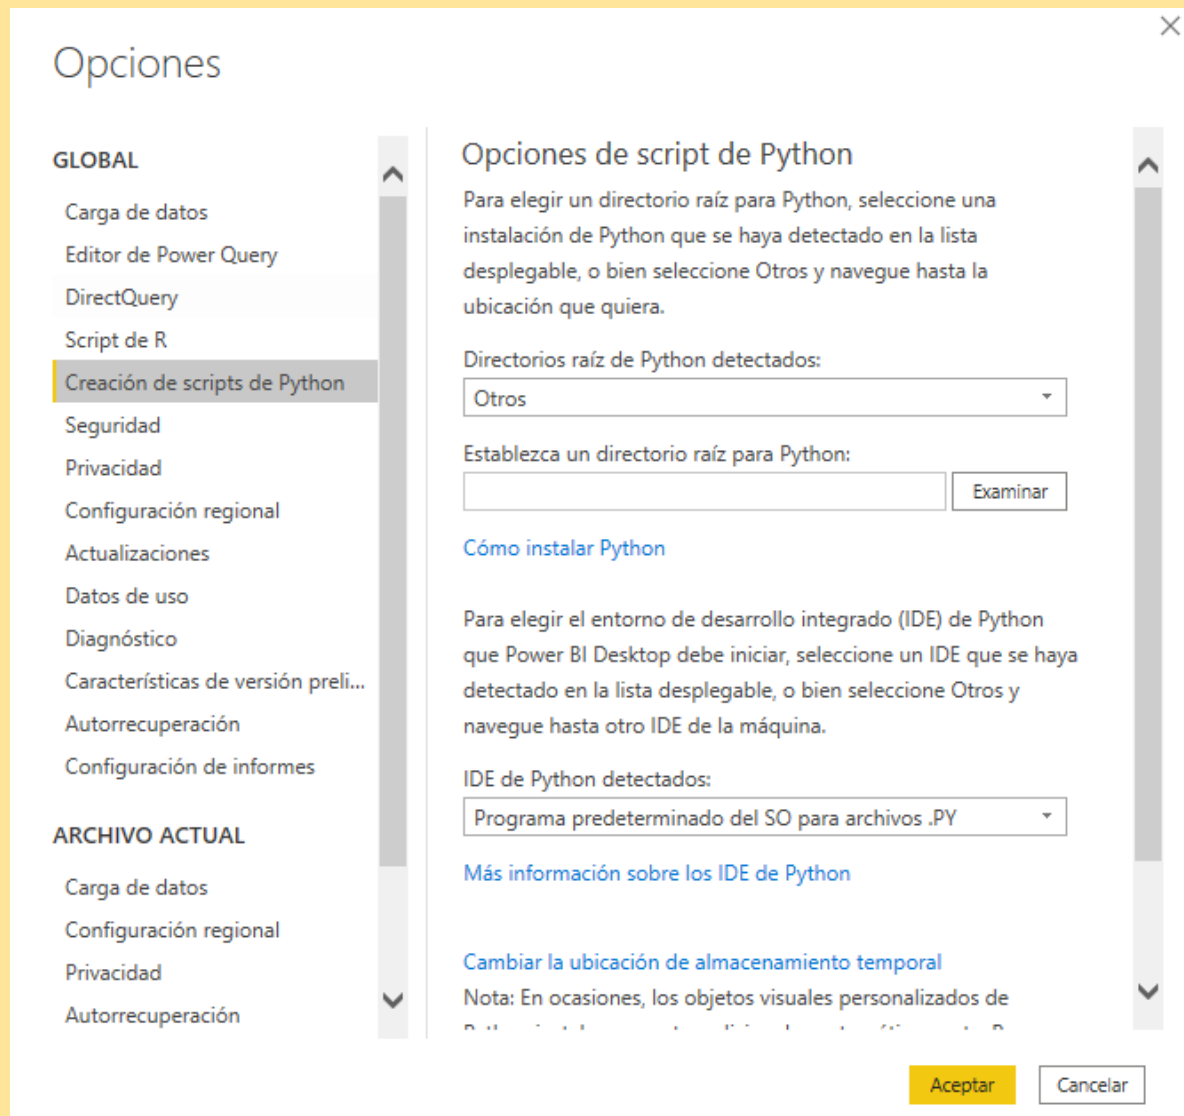 Opciones
GLOBAL
Carga de datos
Editor de Power Query
DirectQuery
Script de R
Creación de scripts de Python
Seguridad
Privacidad
Configuración regional
Actualizaciones
Datos de uso
Diagnóstico
Características de versión preli...
Autorrecuperación
Configuración de informes
ARCHIVO ACTUAL
Carga de datos
Configuración regional
Privacidad
Autorrecuperación
Opciones de script de Python
Para elegir un directorio raíz para Python, seleccione una
instalación de Python que se haya detectado en la lista
desplegable, o bien seleccione Otros y navegue hasta la
ubicación que quiera.
Directorios raíz de Python detectados:
Otros
Establezca un directorio raíz para Python:
Examinar
Cómo instalar Python
Para elegir el entorno de desarrollo integrado (IDE) de Python
que Power BI Desktop debe iniciar, seleccione un IDE que se haya
detectado en la lista desplegable, o bien seleccione Otros y
navegue hasta otro IDE de la máquina.
IDE de Python detectados:
Programa predeterminado del SO para archivos .PY
Más información sobre los IDE de Python
Cambiar la ubicación de almacenamiento temporal
Nota: En ocasiones, los objetos visuales personalizados de
Aceptar
Cancelar